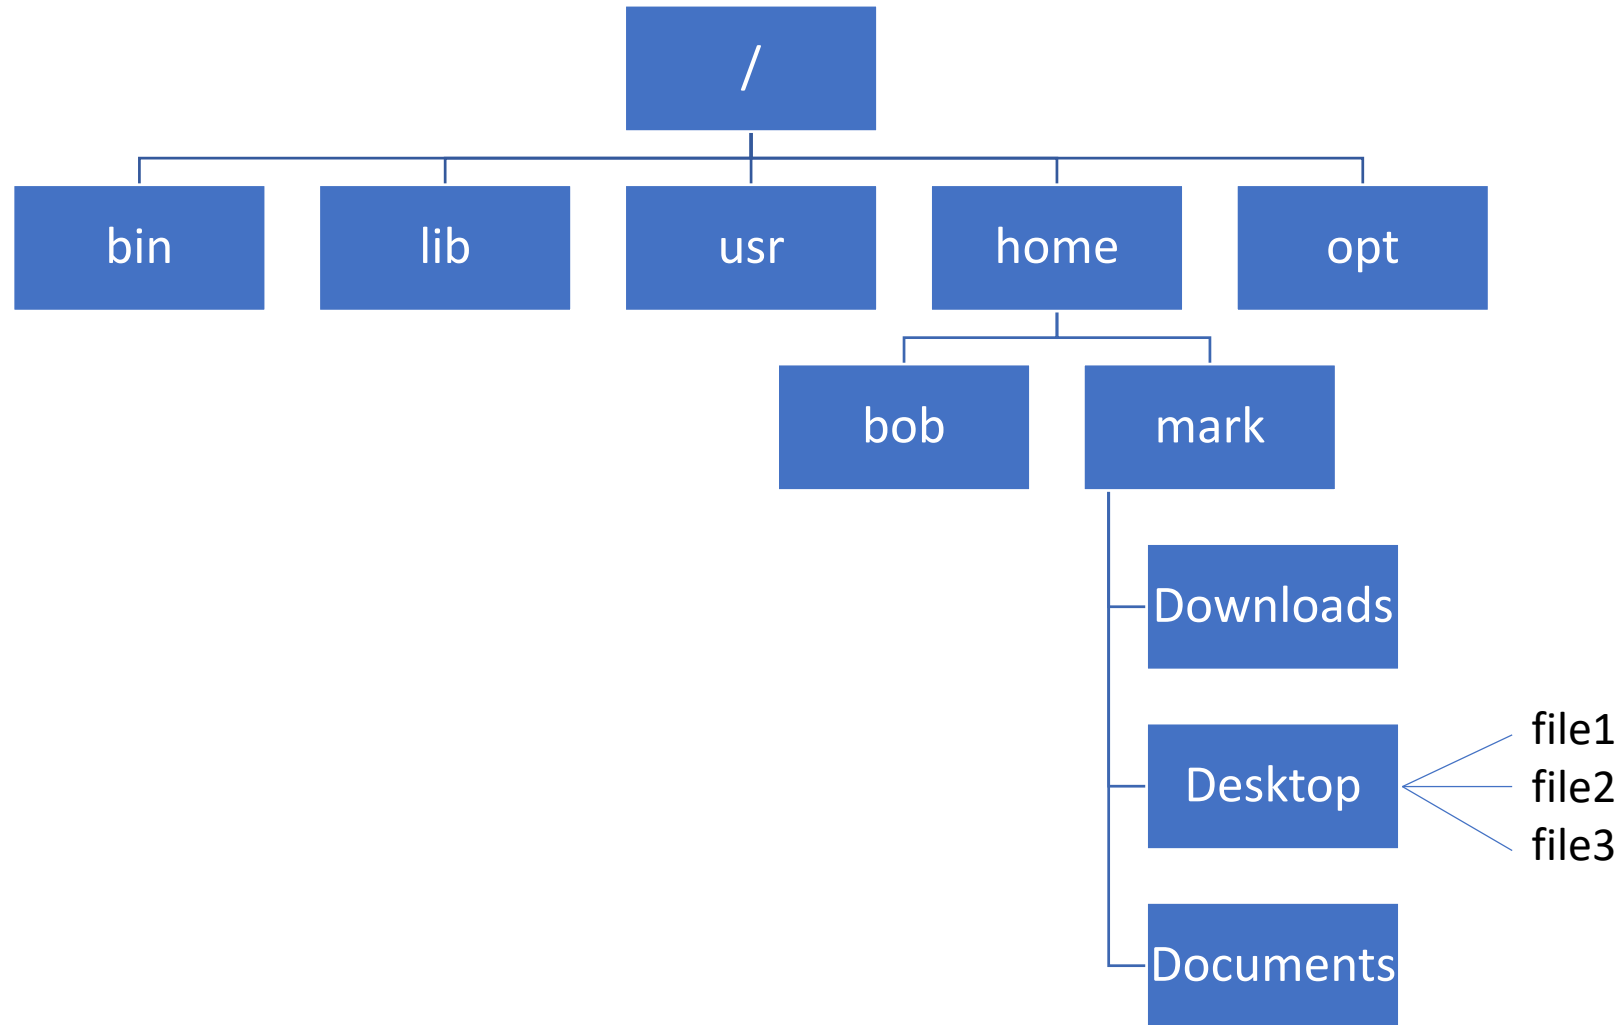 /
bin
lib
usr
home
opt
bob
mark
Downloads
Desktop
file1
file2
file3
Documents